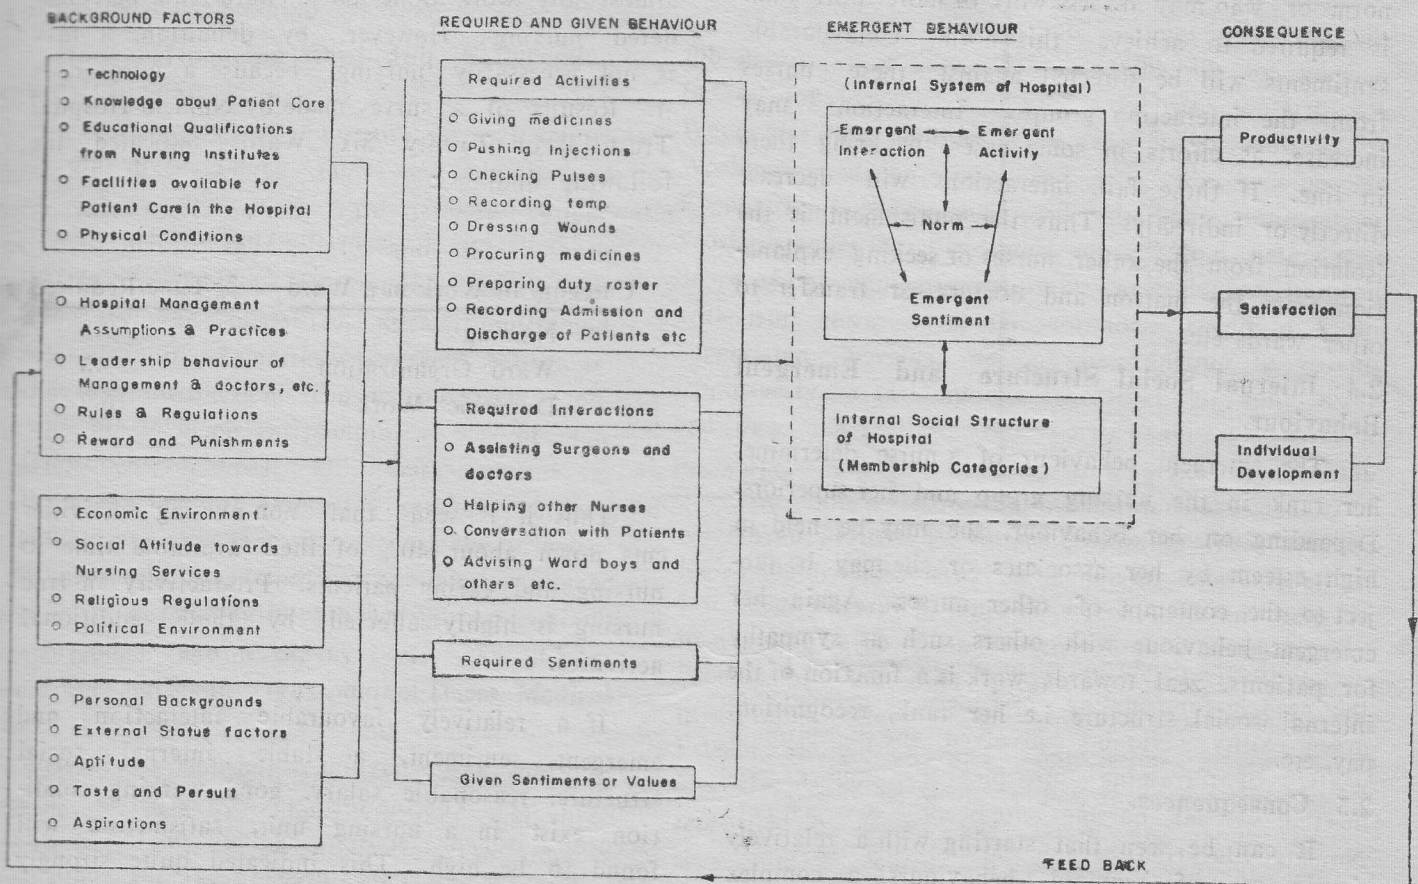 BACKGROUND FACTORS
Technology
Knowledge about Patient Care
Educational Qualifications
from Nursing Institutes
Facilities available for
Patient Care in the Hospital
Physical Conditions
Hospital Management
Assumptions & Practices
Leadership behaviour of
Management & doctors, etc.
Rules & Regulations
Reward and Punishments
Economic Environment
Social Attitude towards
Nursing Services
Religious Regulations
Political Environment
Personal Backgrounds
External Status factors
Aptitude
Taste and Persult
Aspirations
REQUIRED AND GIVEN BEHAVIOUR
Required Activities
Giving medicines
Pushing Injections
Checking Pulses
Recording temp
Dressing Wounds
Procuring medicines
Preparing duty roster
Recording Admission and
Discharge of Patients etc
Required Interactions
Assisting Surgeons and
doctors
Helping other Nurses
Conversation with Patients
Advising Ward boys and
others etc.
Required Sentiments
Given Sentiments or Values
EMERGENT BEHAVIOUR
(Internal System of Hospital)
Emergent Emergent
Interaction Activity
Norm
Emergent
Sentiment
Internal Social Structure
of Hospital
(Membership Categories)
CONSEQUENCE
Productivity
Satisfaction
Individual
Development
FEED BACK